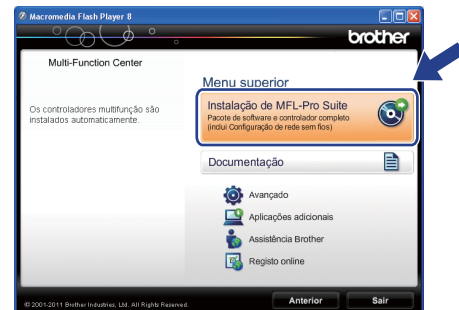 Macromedia Flash Player 8
brother
Multi-Function Center
Os controladores multifunção são
instalados automaticamente.
Menu superior
Instalação de MFL-Pro Suite
Pacote de software e controlador completo
(inclui Configuração de rede sem fios)
Documentação
Avançado
Aplicações adicionais
Assistência Brother
Registo online
© 2001-2011 Brother Industries, Ltd. All Rights Reserved.
Anterior
Sair